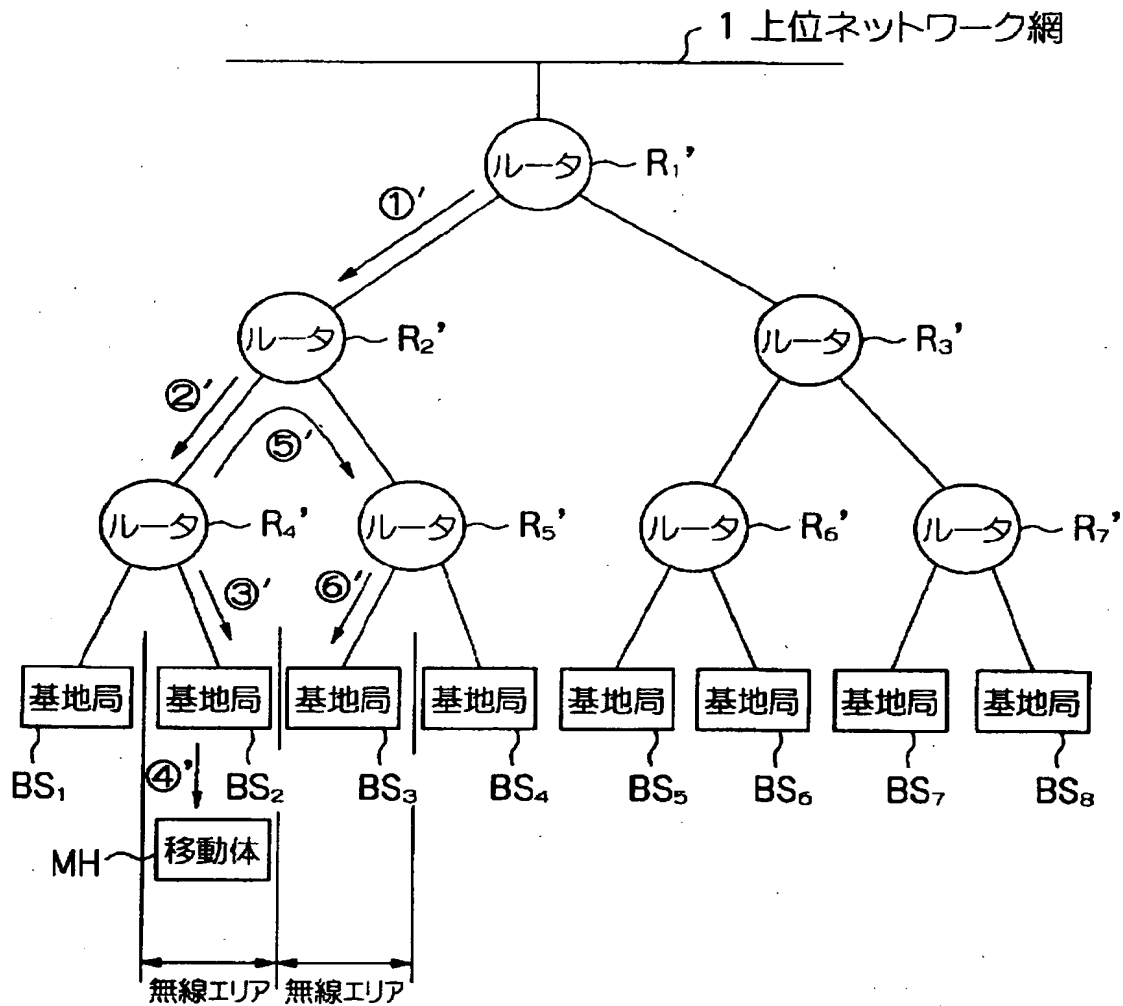 1 上位ネットワーク網
ルータ R₁’
①’
ルータ R₂’
ルータ R₃’
②’
⑤’
ルータ R₄’
ルータ R₅’
ルータ R₆’
ルータ R₇’
③’
⑥’
基地局 基地局 基地局 基地局 基地局 基地局 基地局 基地局
BS₁ ④’ BS₂ BS₃ BS₄ BS₅ BS₆ BS₇ BS₈
MH 移動体
無線エリア 無線エリア